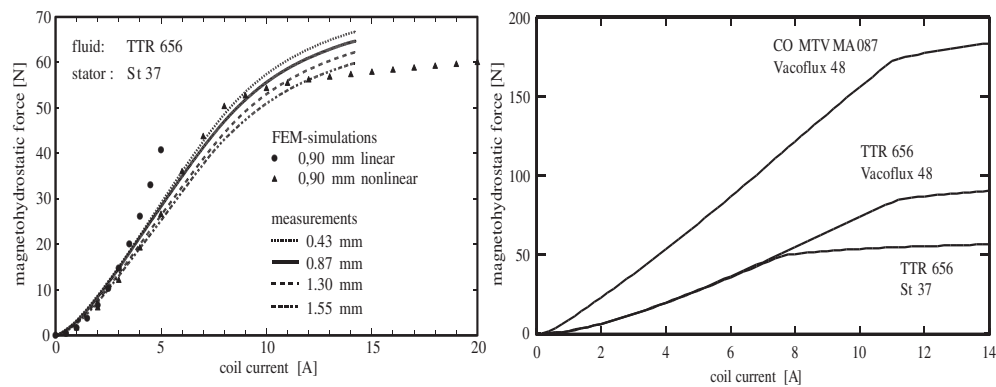 magnetohydrostatic force [N]
70
60
50
40
30
20
10
0
0
5
10
15
20
coil current [A]
fluid: TTR 656
stator : St 37
FEM-simulations
0,90 mm linear
0,90 mm nonlinear
measurements
0.43 mm
0.87 mm
1.30 mm
1.55 mm
magnetohydrostatic force [N]
200
150
100
50
0
0
2
4
6
8
10
12
14
coil current [A]
CO MTV MA087
Vacoflux 48
TTR 656
Vacoflux 48
TTR 656
St 37